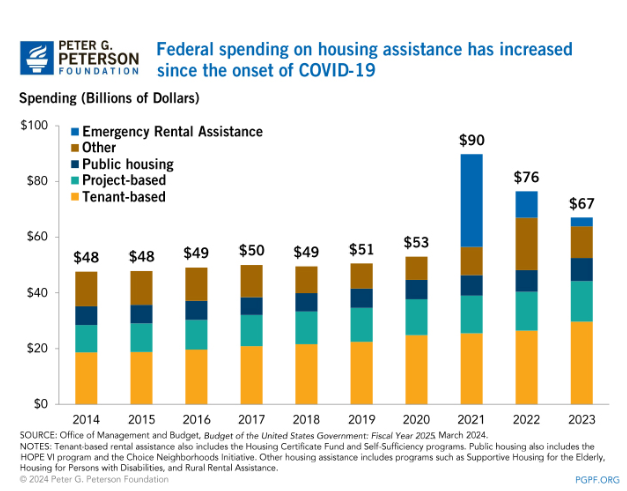 PETER G.
PETERSON
FOUNDATION
Federal spending on housing assistance has increased
since the onset of COVID-19
Spending (Billions of Dollars)
$100
$80
$60
$40
$20
$0
Emergency Rental Assistance
Other
Public housing
Project-based
Tenant-based
$48
$48
$49
$50
$49
$51
$53
$90
$76
$67
2014
2015
2016
2017
2018
2019
2020
2021
2022
2023
SOURCE: Office of Management and Budget, Budget of the United States Government: Fiscal Year 2025, March 2024.
NOTES: Tenant-based rental assistance also includes the Housing Certificate Fund and Self-Sufficiency programs. Public housing also includes the
HOPE VI program and the Choice Neighborhoods Initiative. Other housing assistance includes programs such as Supportive Housing for the Elderly,
Housing for Persons with Disabilities, and Rural Rental Assistance.
© 2024 Peter G. Peterson Foundation
PGPF.ORG